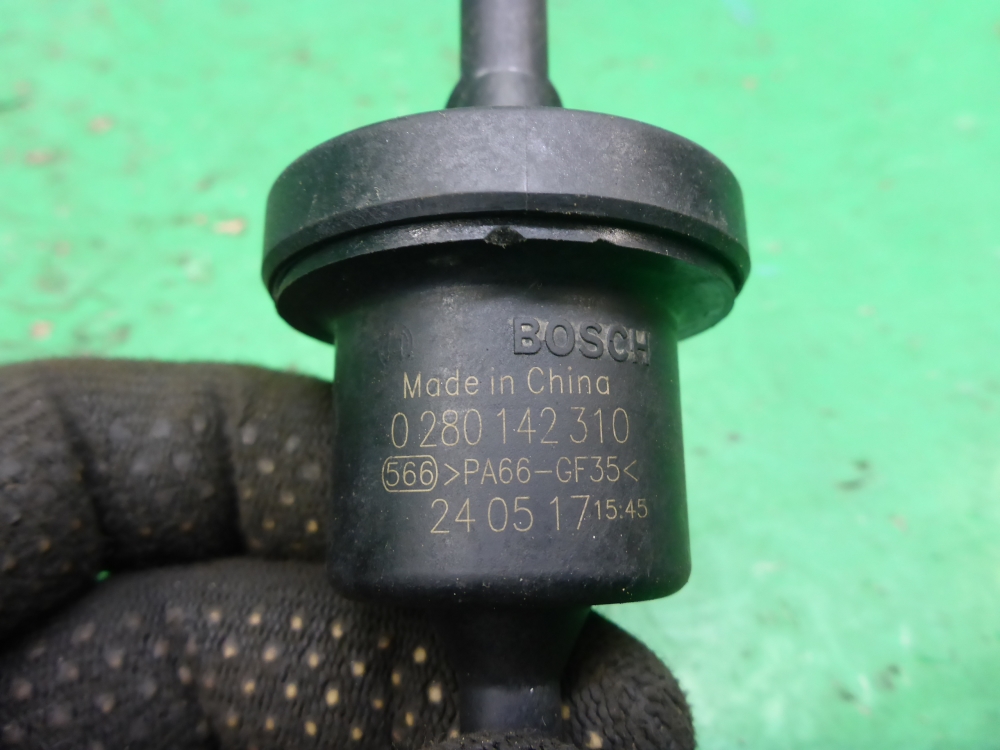 BOSCH
Made in China
0 280 142 310
566 >PA66-GF35<
24 05 17 15:45